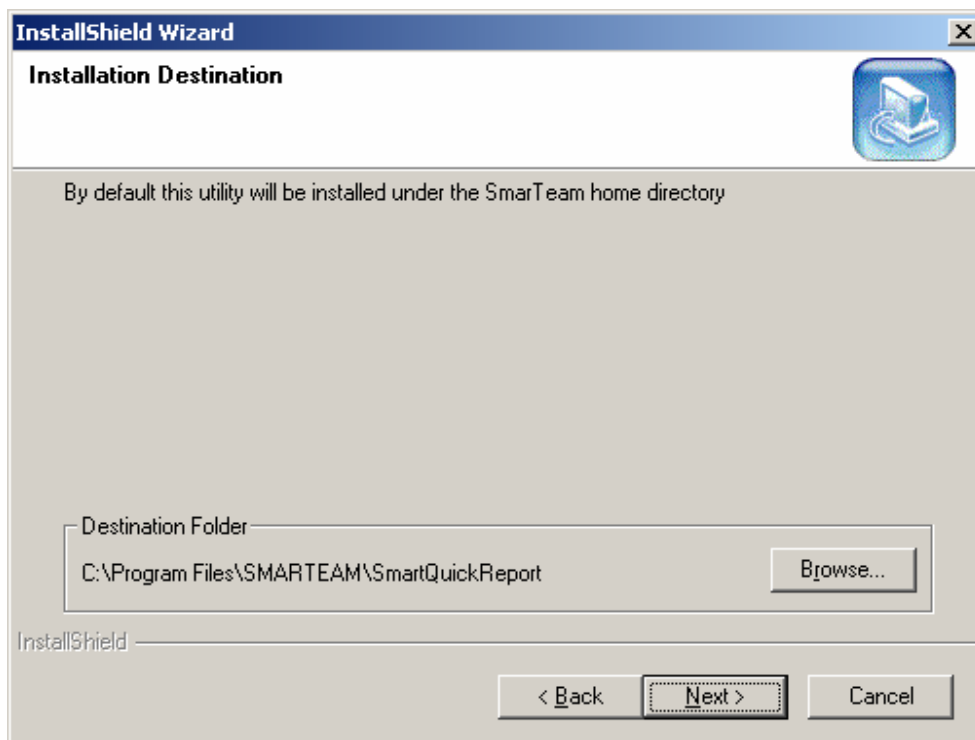 InstallShield Wizard
Installation Destination
By default this utility will be installed under the SmarTeam home directory
Destination Folder
C:\Program Files\SMARTEAM\SmartQuickReport
Browse...
InstallShield
< Back
Next >
Cancel